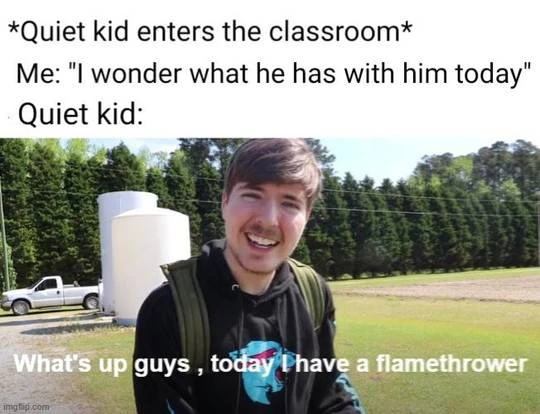 *Quiet kid enters the classroom*
Me: "I wonder what he has with him today"
Quiet kid:
What's up guys , today I have a flamethrower
imgflip.com